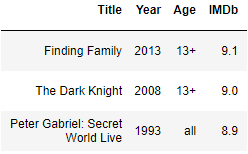 Title Year Age IMDb
Finding Family 2013 13+ 9.1
The Dark Knight 2008 13+ 9.0
Peter Gabriel: Secret
World Live 1993 all 8.9